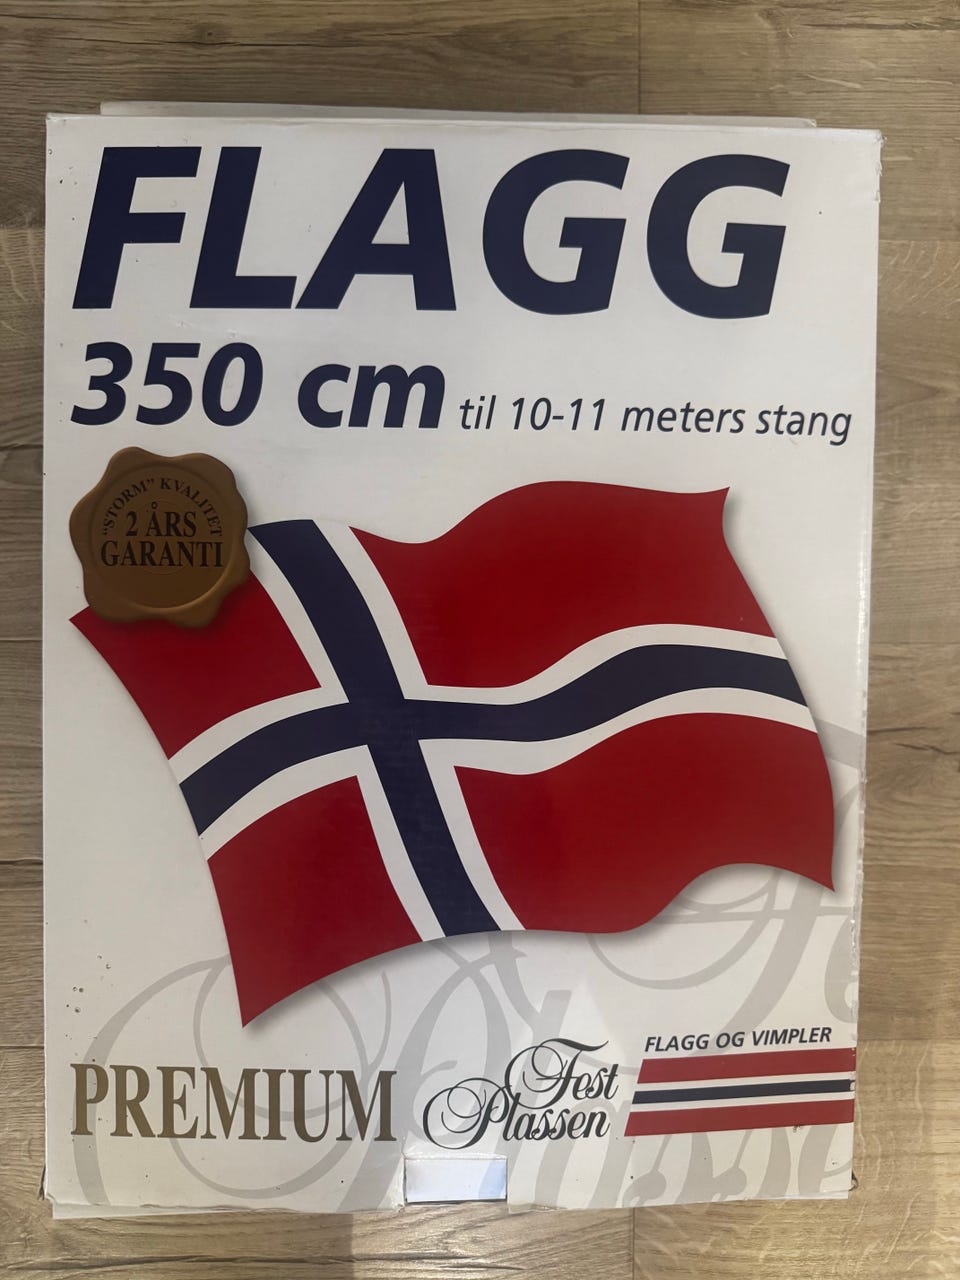 FLAGG
350 cm til 10-11 meters stang
"STORM" KVALITET
2 ÅRS
GARANTI
FLAGG OG VIMPLER
PREMIUM
Fest
Plassen